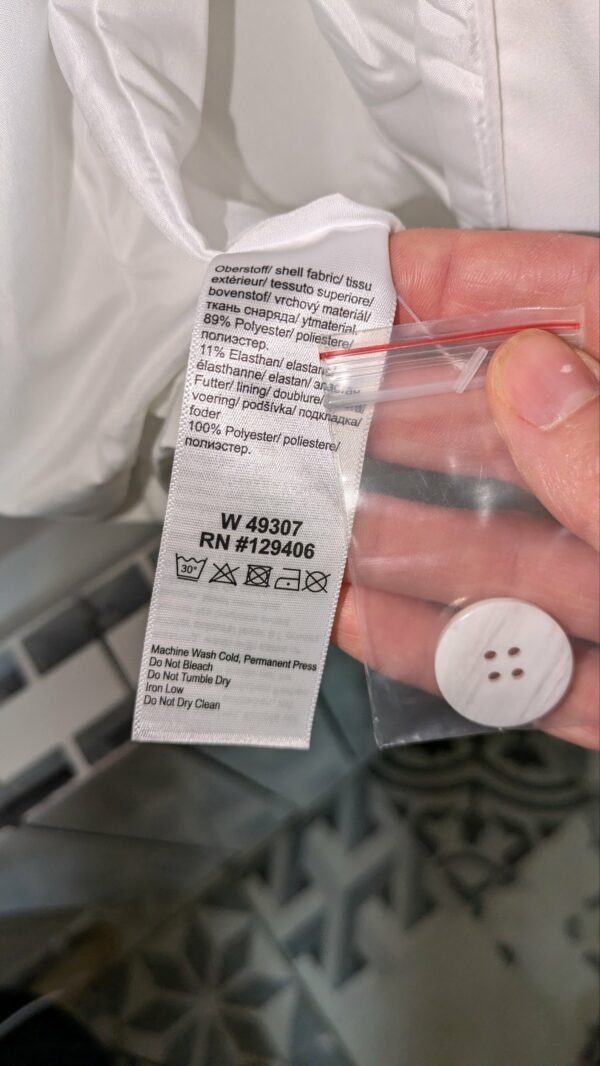 Oberstoff/ shell fabric/ tissu
extérieur/ tessuto superiore/
bovenstof/ vrchový materiál/
ткань снаряда/ ytmaterial.
89% Polyester/ poliestere/
полиэстер.
11% Elasthan/ elastan
élasthanne/ elastan/ эластан
Futter/ lining/ doublure/
voering/ podšívka/ подкладка/
foder
100% Polyester/ poliestere/
полиэстер.
W 49307
RN #129406
30°
Machine Wash Cold, Permanent Press
Do Not Bleach
Do Not Tumble Dry
Iron Low
Do Not Dry Clean